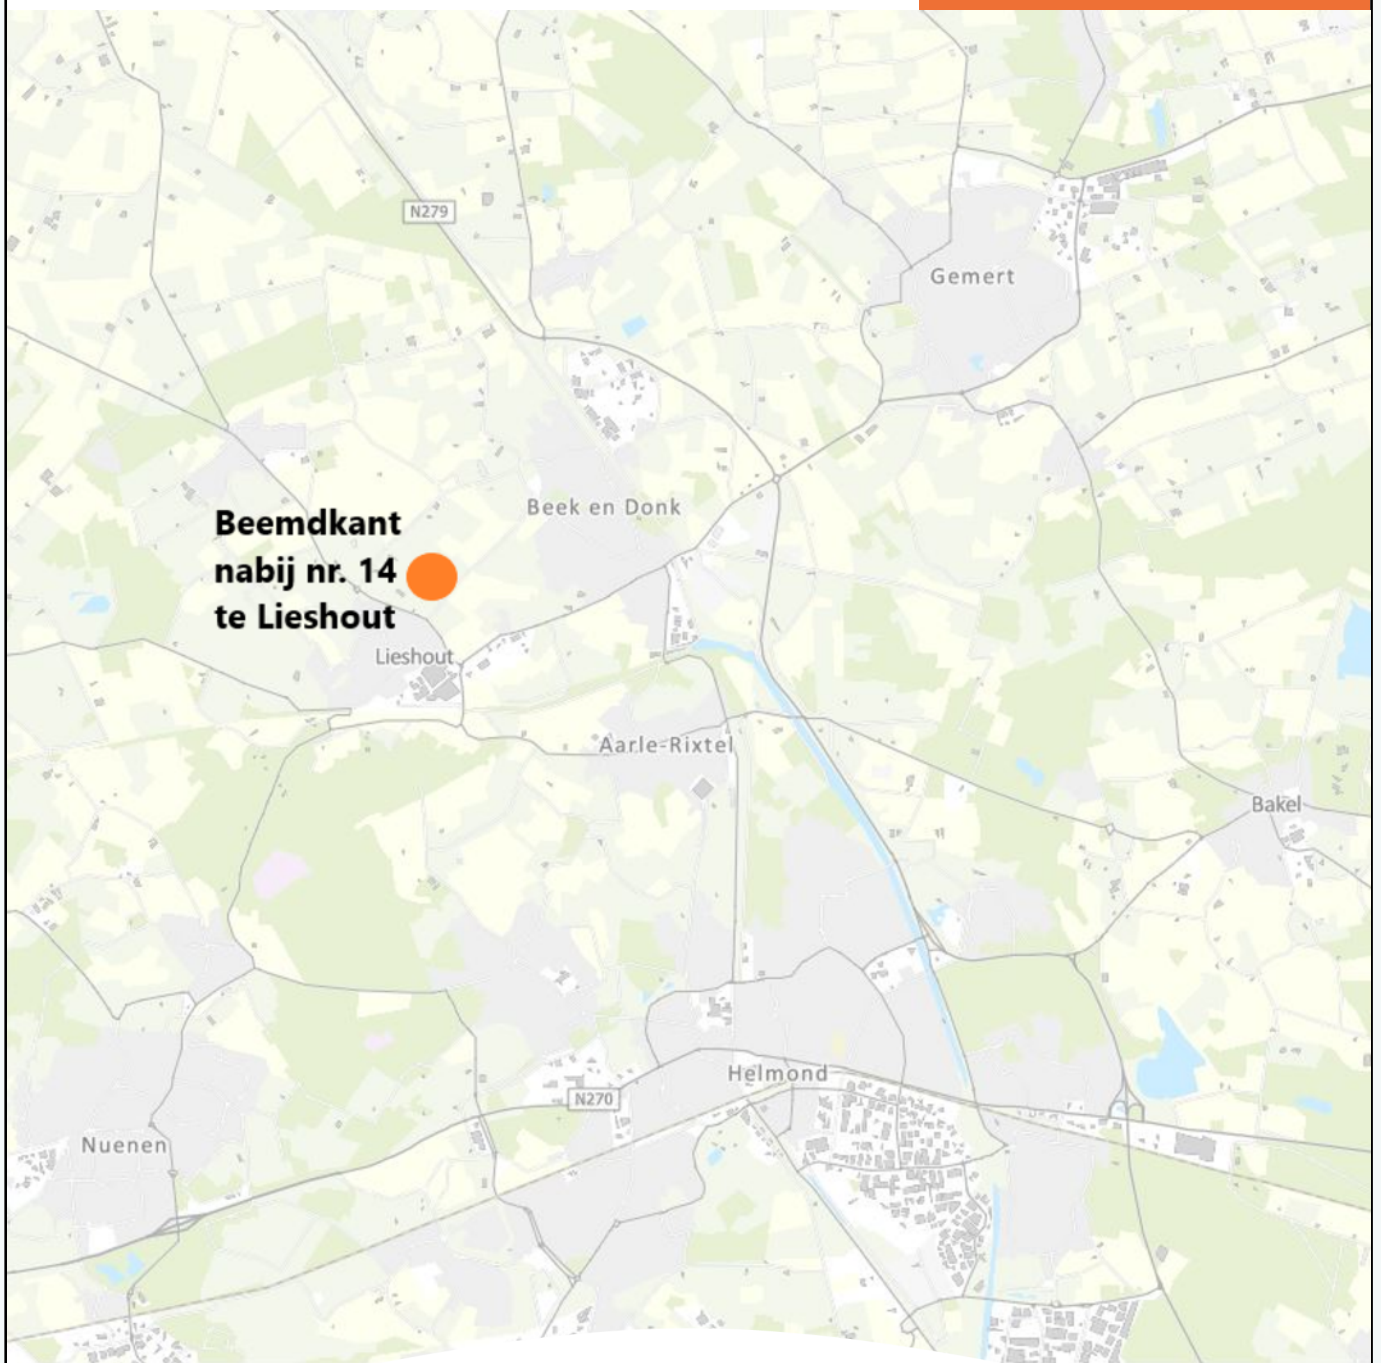 N279
Gemert
Beek en Donk
Beemdkant
nabij nr. 14
te Lieshout
Lieshout
Aarle-Rixtel
Bakel
Helmond
N270
Nuenen